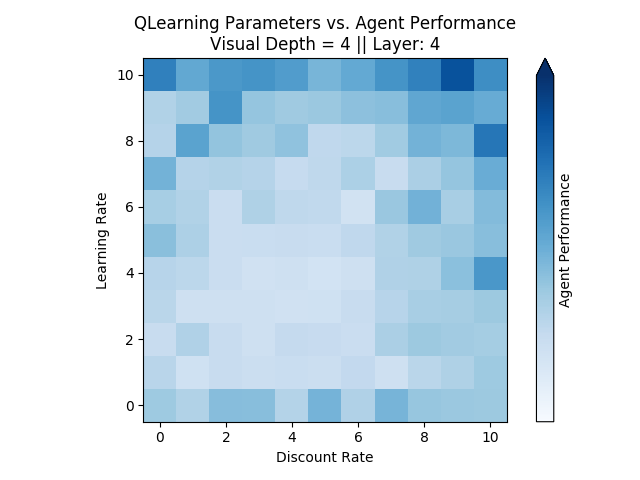 QLearning Parameters vs. Agent Performance
Visual Depth = 4 || Layer: 4
10
8
6
4
2
0
Learning Rate
0 2 4 6 8 10
Discount Rate
Agent Performance